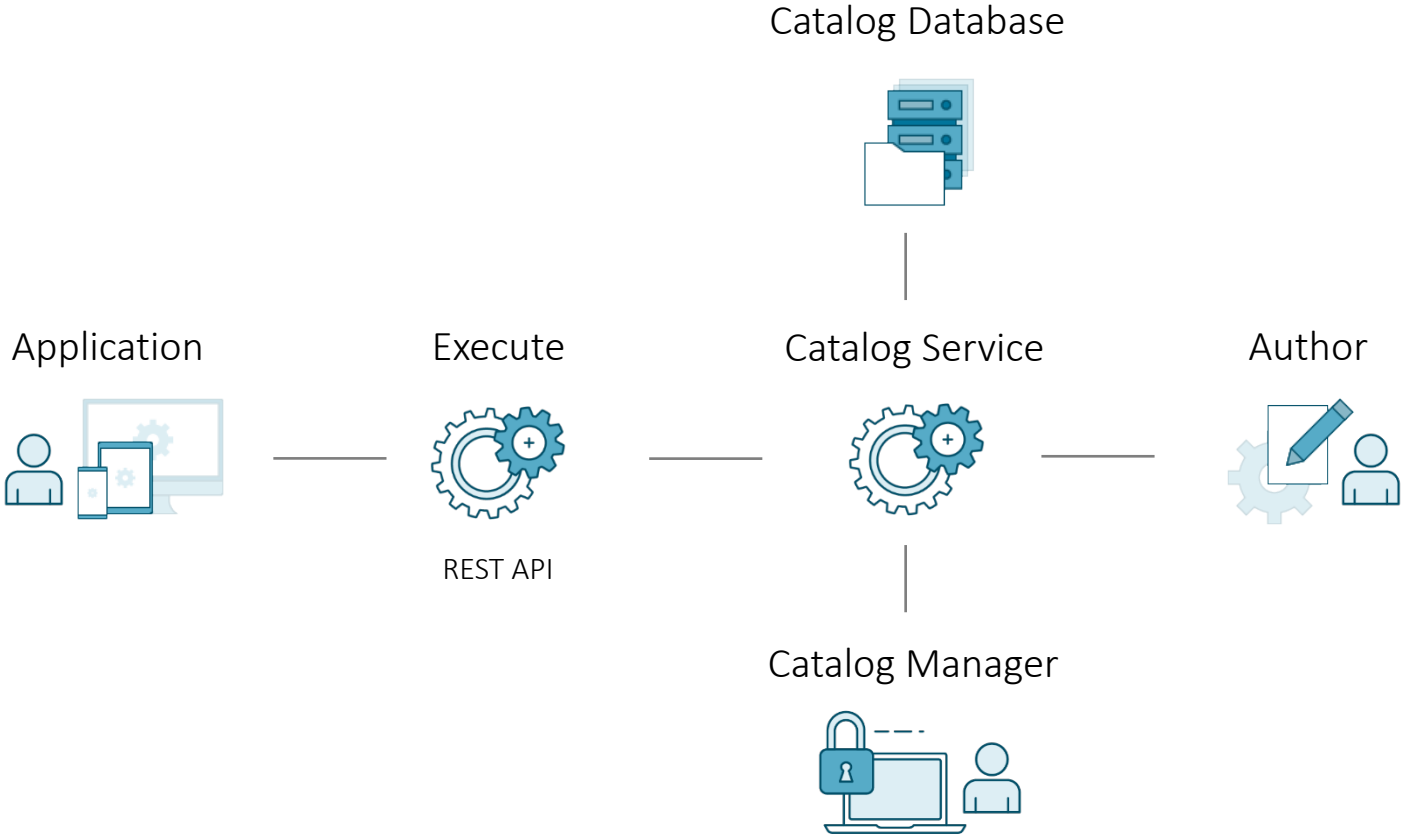 Catalog Database
Application
Execute
Catalog Service
Author
REST API
Catalog Manager